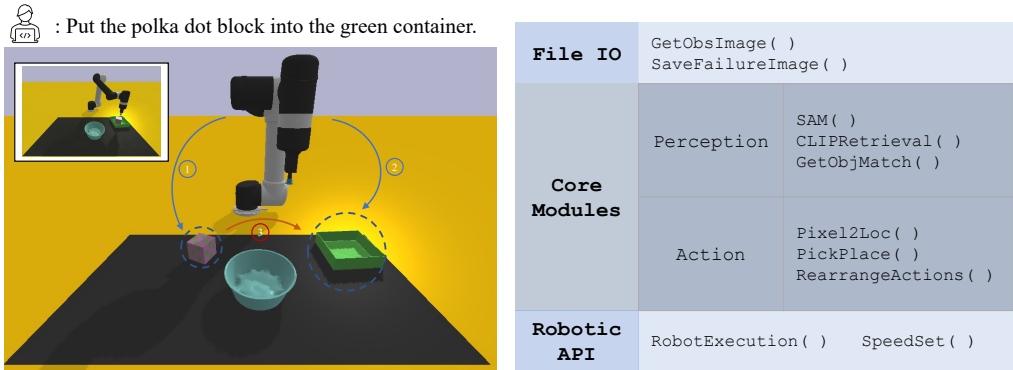 : Put the polka dot block into the green container.
1
2
3
File IO
GetObsImage( )
SaveFailureImage( )
Core
Modules
Perception
SAM( )
CLIPRetrieval( )
GetObjMatch( )
Action
Pixel2Loc( )
PickPlace( )
RearrangeActions( )
Robotic
API
RobotExecution( ) SpeedSet( )